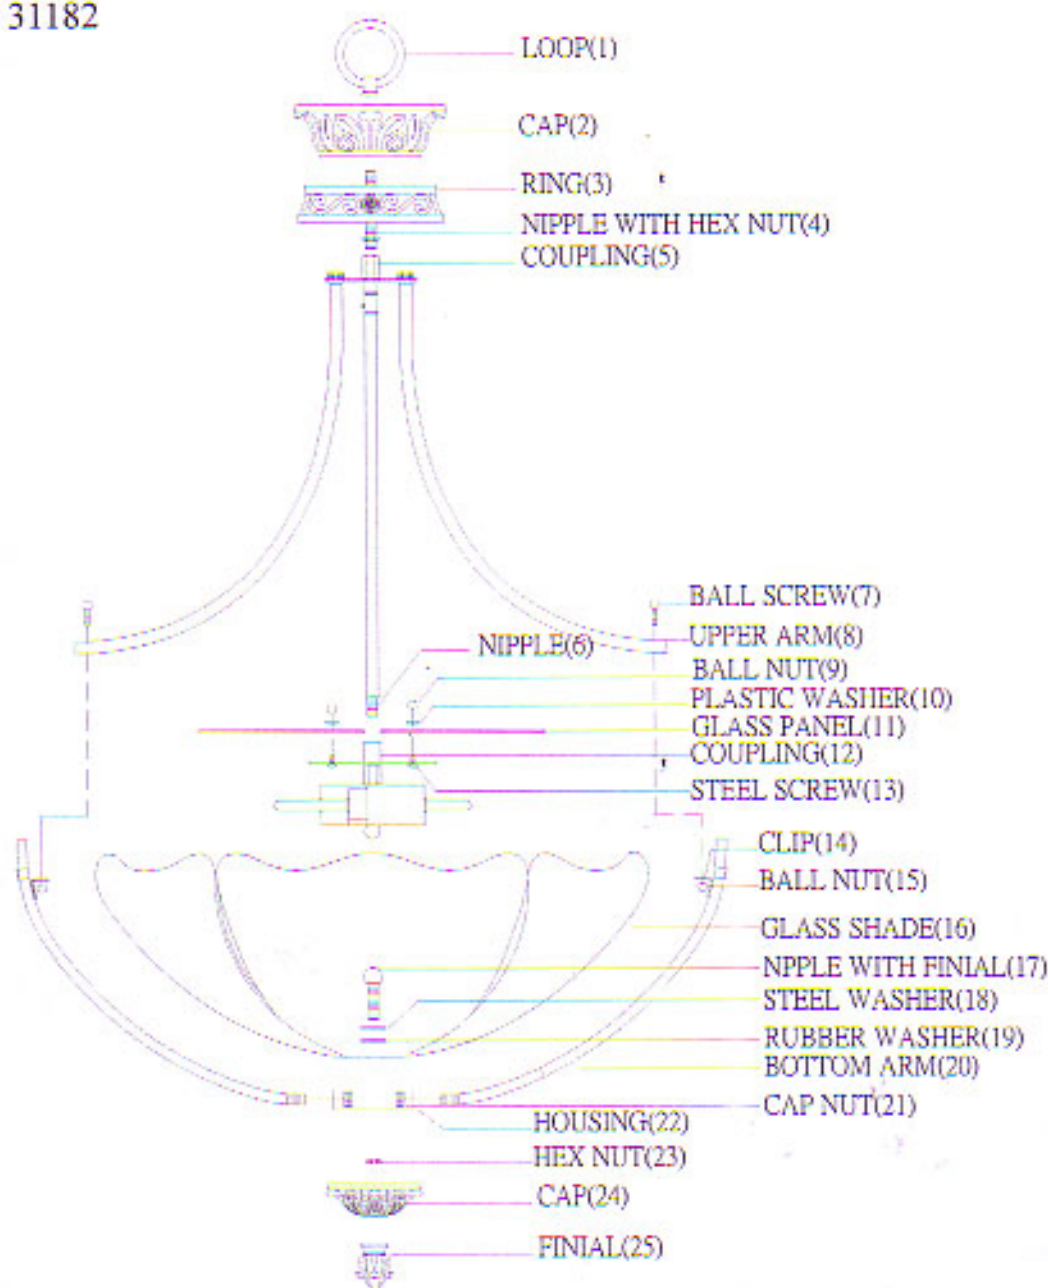 31182
LOOP(1)
CAP(2)
RING(3)
NIPPLE WITH HEX NUT(4)
COUPLING(5)
BALL SCREW(7)
UPPER ARM(8)
NIPPLE(6)
BALL NUT(9)
PLASTIC WASHER(10)
GLASS PANEL(11)
COUPLING(12)
STEEL SCREW(13)
CLIP(14)
BALL NUT(15)
GLASS SHADE(16)
NPPLE WITH FINIAL(17)
STEEL WASHER(18)
RUBBER WASHER(19)
BOTTOM ARM(20)
CAP NUT(21)
HOUSING(22)
HEX NUT(23)
CAP(24)
FINIAL(25)